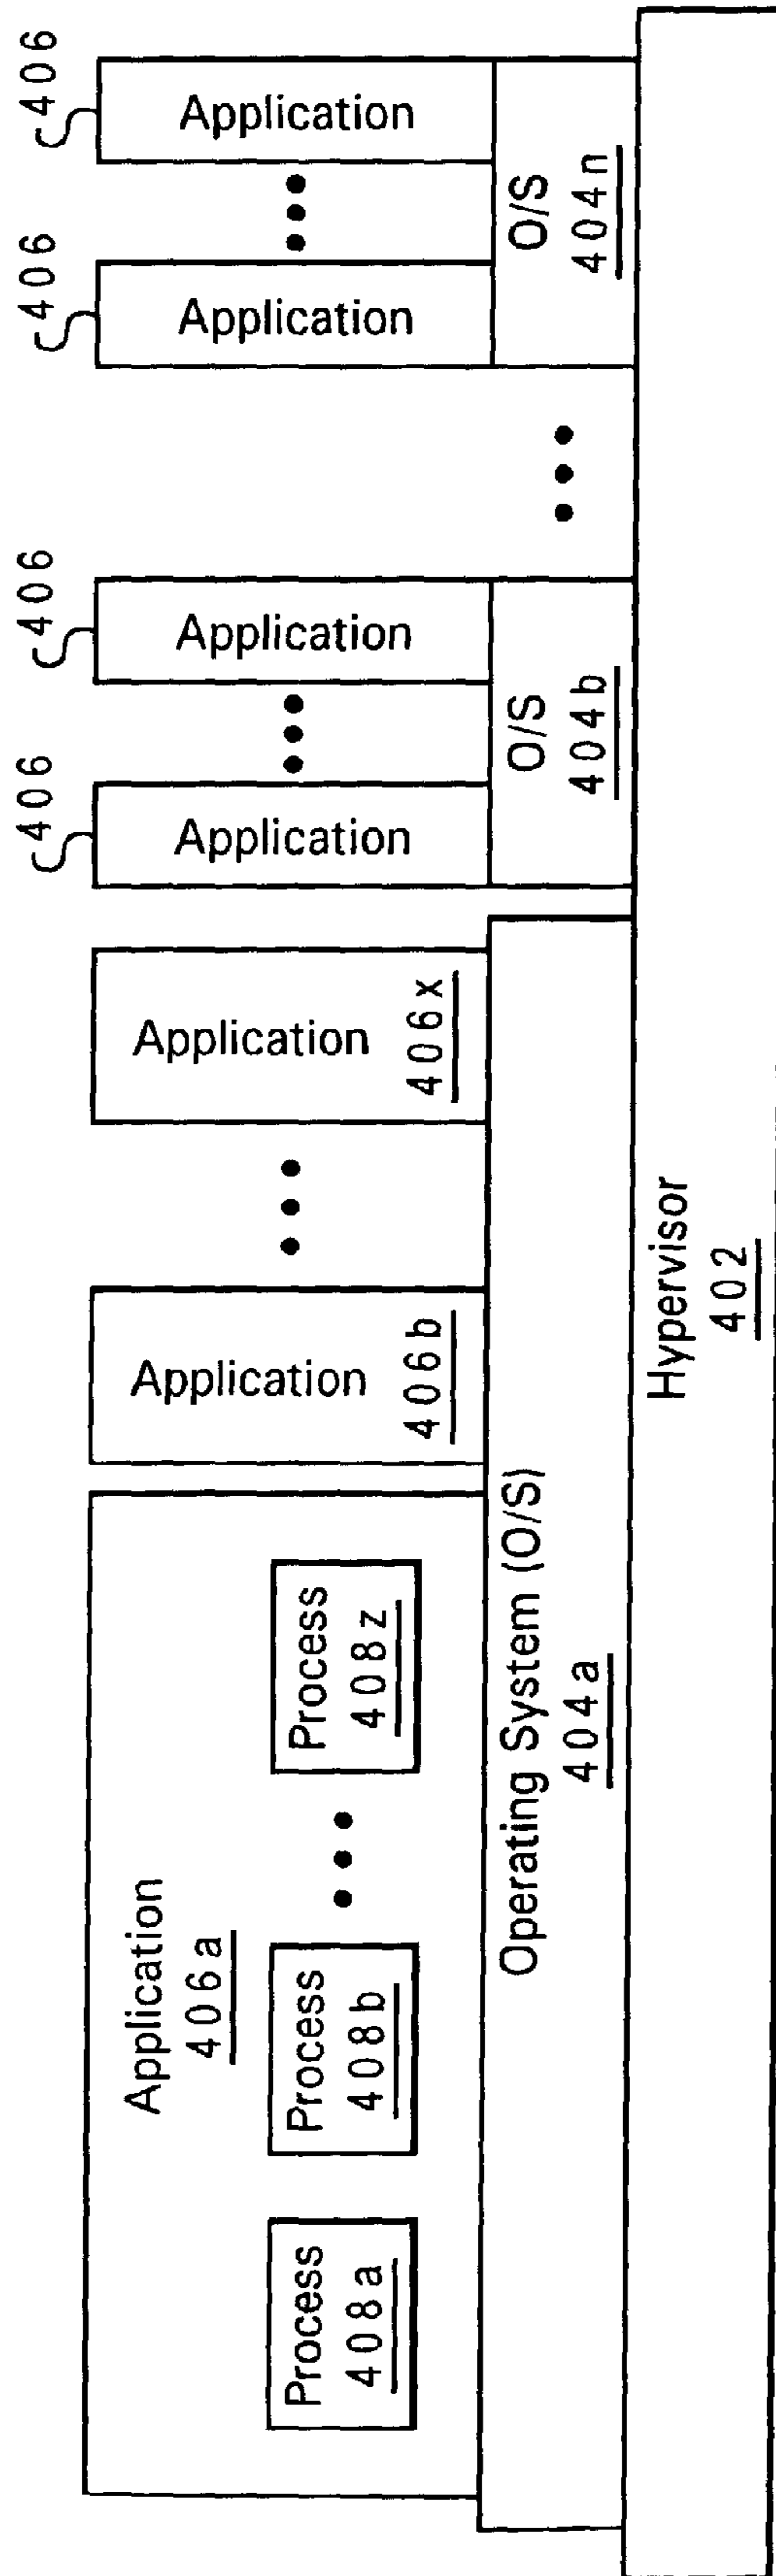 406
406
406
406
Application
406a
Process
408a
Process
408b
Process
408z
Application
406b
Application
406x
Application
Application
Application
Application
Operating System (O/S)
404a
O/S
404b
O/S
404n
Hypervisor
402